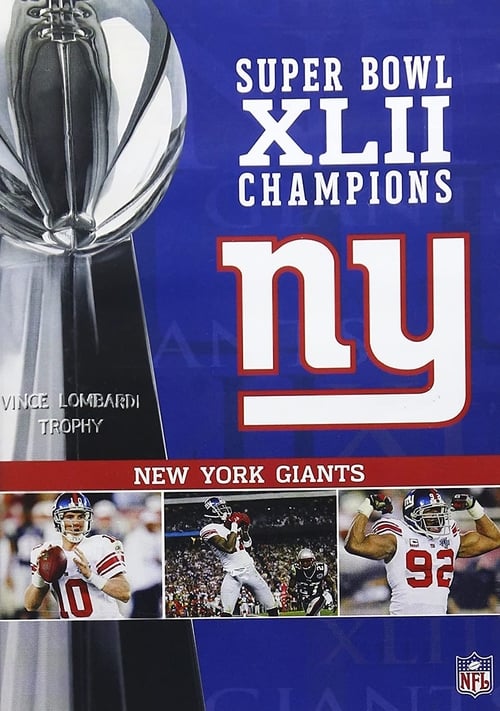 SUPER BOWL
XLII
CHAMPIONS
ny
VINCE LOMBARDI
TROPHY
NEW YORK GIANTS
10
92
NFL